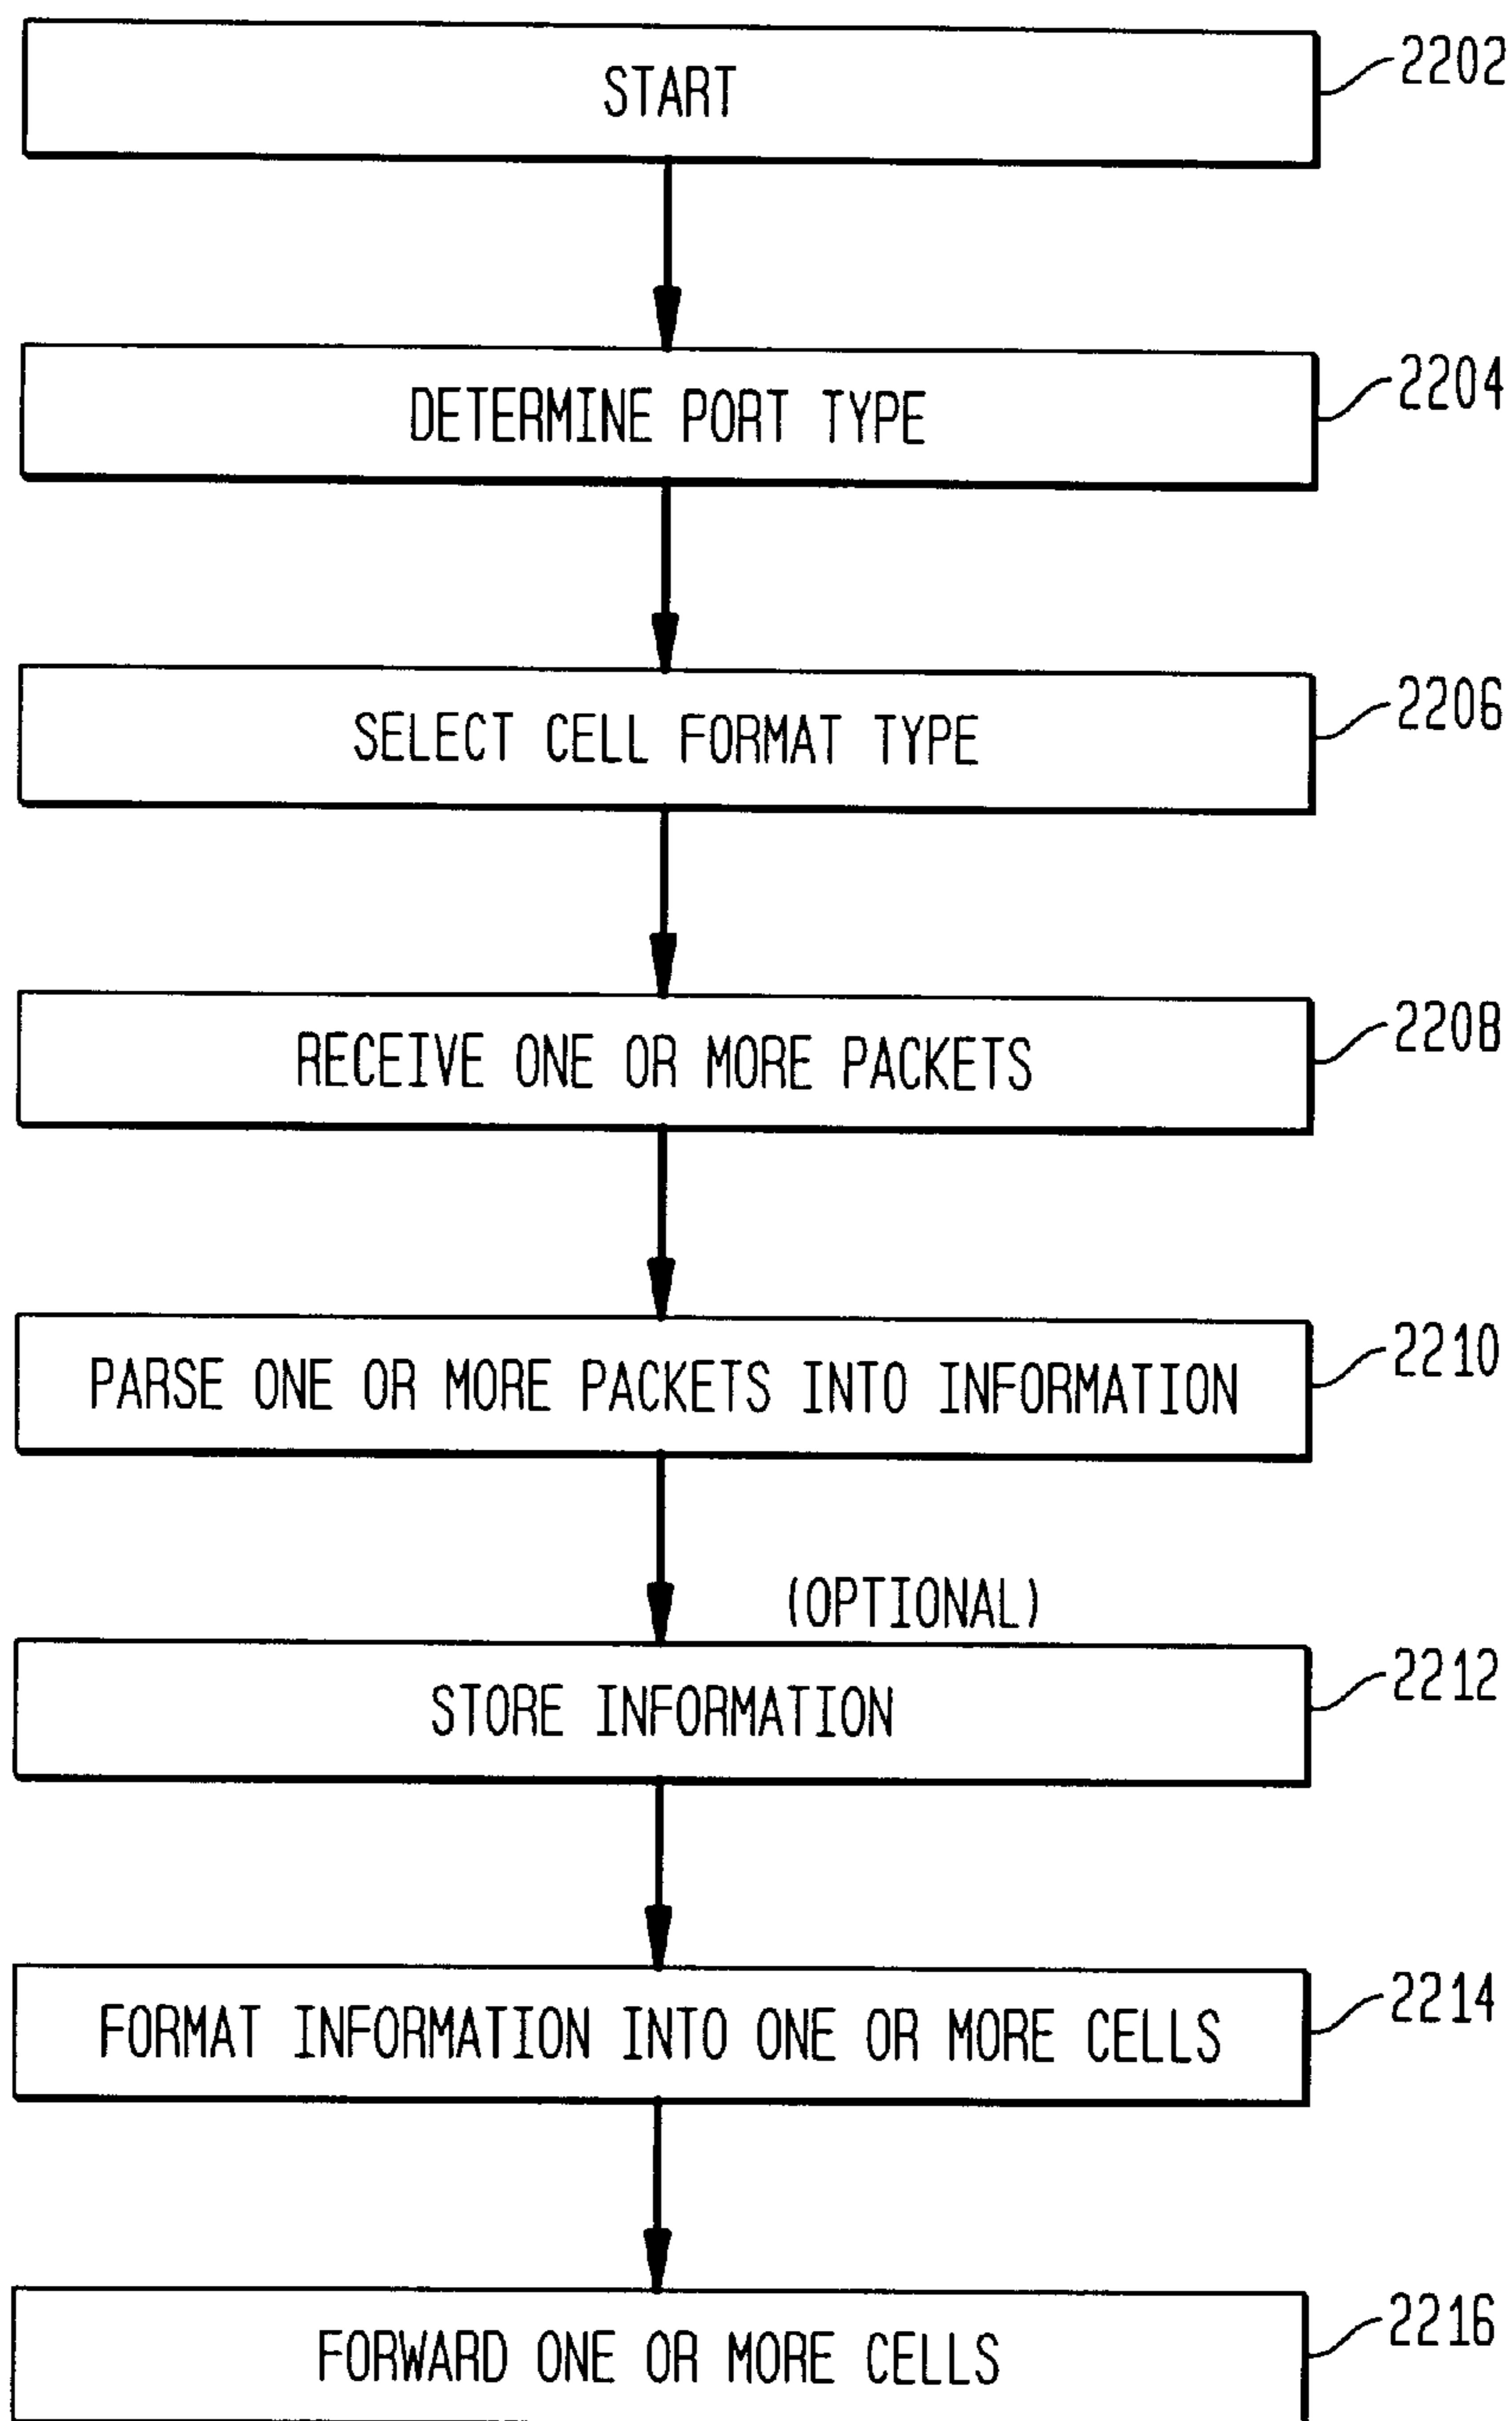 START
2202
DETERMINE PORT TYPE
2204
SELECT CELL FORMAT TYPE
2206
RECEIVE ONE OR MORE PACKETS
2208
PARSE ONE OR MORE PACKETS INTO INFORMATION
2210
(OPTIONAL)
STORE INFORMATION
2212
FORMAT INFORMATION INTO ONE OR MORE CELLS
2214
FORWARD ONE OR MORE CELLS
2216